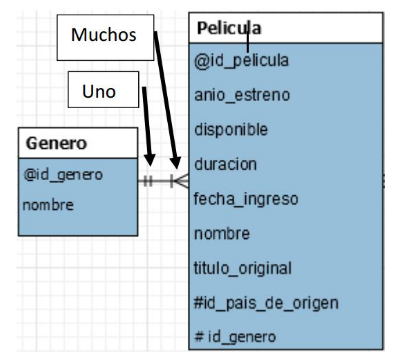 Muchos
Uno
Genero
@id_genero
nombre
Pelicula
@id_pelicula
anio_estreno
disponible
duracion
fecha_ingreso
nombre
titulo_original
#id_pais_de_origen
# id_genero